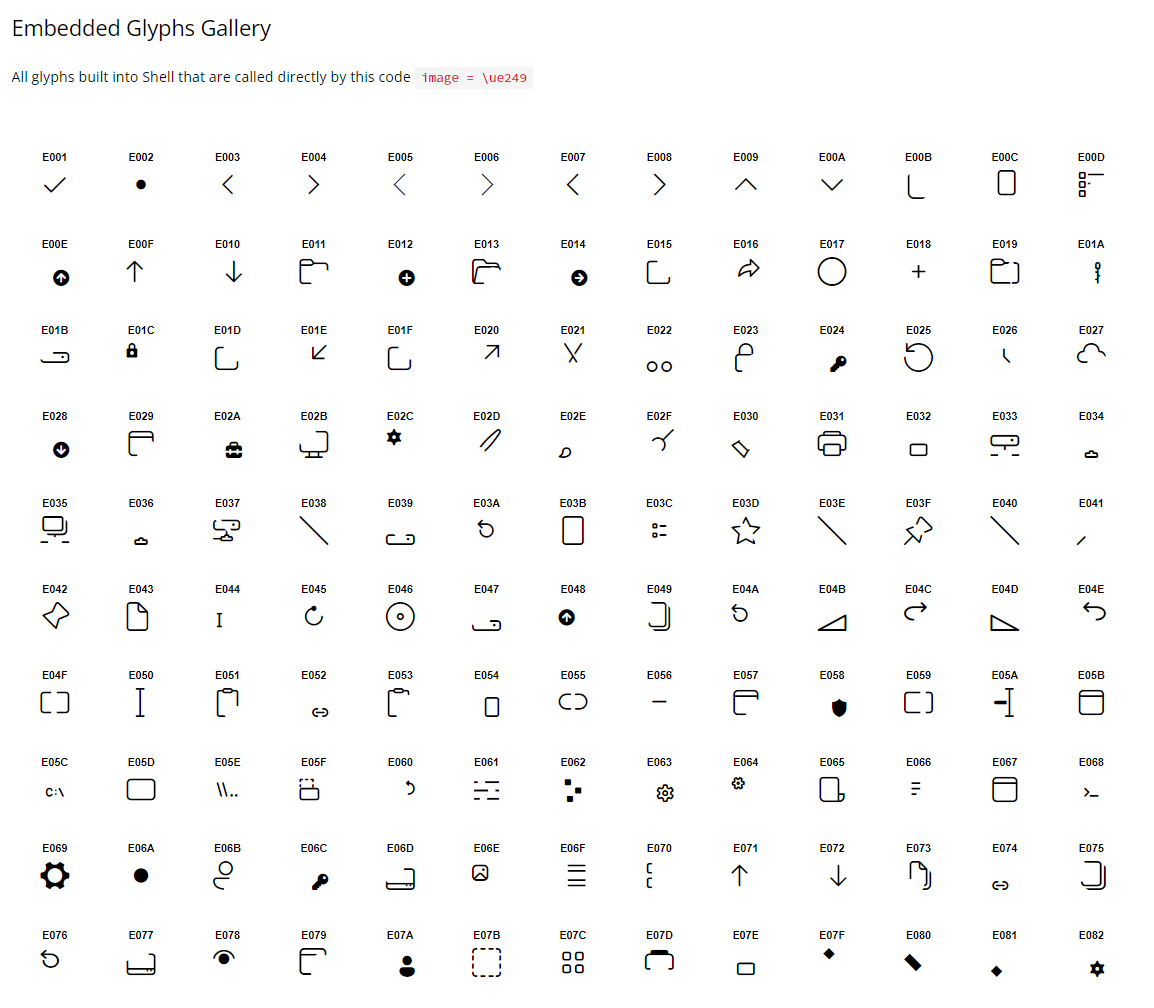 Embedded Glyphs Gallery
All glyphs built into Shell that are called directly by this code image = \ue249
E001 E002 E003 E004 E005 E006 E007 E008 E009 E00A E00B E00C E00D
E00E E00F E010 E011 E012 E013 E014 E015 E016 E017 E018 E019 E01A
E01B E01C E01D E01E E01F E020 E021 E022 E023 E024 E025 E026 E027
E028 E029 E02A E02B E02C E02D E02E E02F E030 E031 E032 E033 E034
E035 E036 E037 E038 E039 E03A E03B E03C E03D E03E E03F E040 E041
E042 E043 E044 E045 E046 E047 E048 E049 E04A E04B E04C E04D E04E
E04F E050 E051 E052 E053 E054 E055 E056 E057 E058 E059 E05A E05B
E05C E05D E05E E05F E060 E061 E062 E063 E064 E065 E066 E067 E068
C:\ \\..
E069 E06A E06B E06C E06D E06E E06F E070 E071 E072 E073 E074 E075
E076 E077 E078 E079 E07A E07B E07C E07D E07E E07F E080 E081 E082